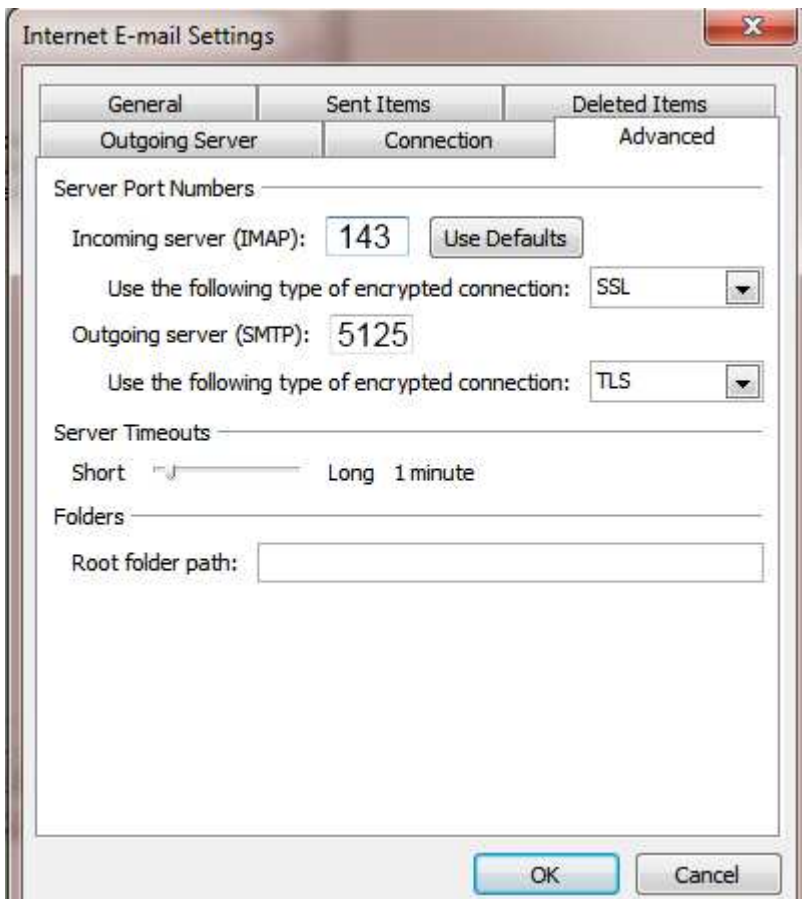 Internet E-mail Settings
General Sent Items Deleted Items
Outgoing Server Connection Advanced
Server Port Numbers
Incoming server (IMAP): 143 Use Defaults
Use the following type of encrypted connection: SSL
Outgoing server (SMTP): 5125
Use the following type of encrypted connection: TLS
Server Timeouts
Short Long 1 minute
Folders
Root folder path:
OK Cancel